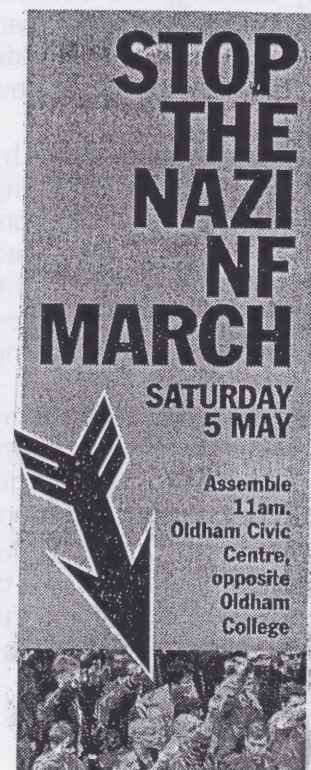 STOP
THE
NAZI
NF
MARCH
SATURDAY
5 MAY
Assemble
11am.
Oldham Civic
Centre,
opposite
Oldham
College